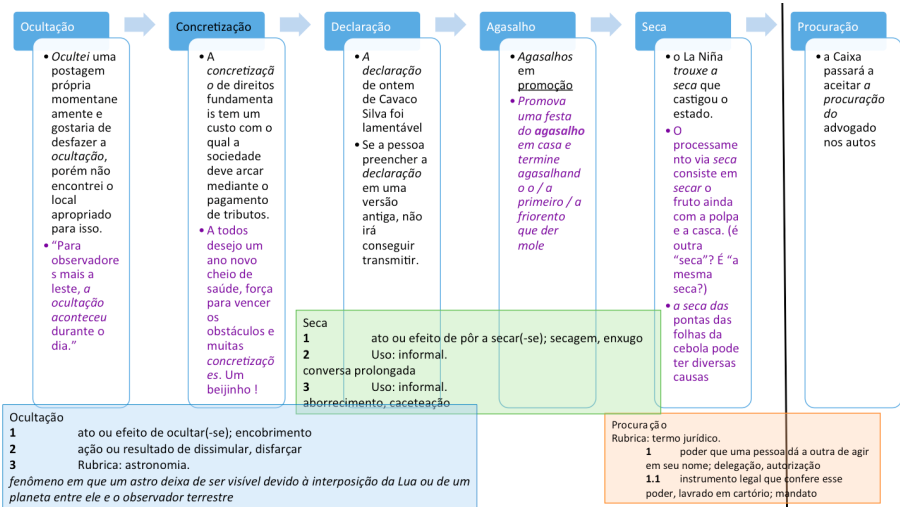 Ocultação
• Ocultei uma
postagem
própria
momentane
amente e
gostaria de
desfazer a
ocultação,
porém não
encontrei o
local
apropriado
para isso.
• “Para
observadore
s mais a
leste, a
ocultação
aconteceu
durante o
dia.”
Concretização
• A
concretizaçã
o de direitos
fundamenta
is tem um
custo com o
qual a
sociedade
deve arcar
mediante o
pagamento
de tributos.
• A todos
desejo um
ano novo
cheio de
saúde, força
para vencer
os
obstáculos e
muitas
concretizaçõ
es. Um
beijinho !
Declaração
• A
declaração
de ontem
de Cavaco
Silva foi
lamentável
• Se a pessoa
preencher a
declaração
em uma
versão
antiga, não
irá
conseguir
transmitir.
Agasalho
• Agasalhos
em
promoção
• Promova
uma festa
do agasalho
em casa e
termine
agasalhand
o o / a
primeiro / a
friorento
que der
mole
Seca
• o La Niña
trouxe a
seca que
castigou o
estado.
• O
processame
nto via seca
consiste em
secar o
fruto ainda
com a polpa
e a casca. (é
outra
“seca”? É “a
mesma
seca?)
• a seca das
pontas das
folhas da
cebola pode
ter diversas
causas
Procuração
• a Caixa
passará a
aceitar a
procuração
do
advogado
nos autos
Seca
1 ato ou efeito de pôr a secar(-se); secagem, enxugo
2 Uso: informal.
conversa prolongada
3 Uso: informal.
aborrecimento, caceteação
Ocultação
1 ato ou efeito de ocultar(-se); encobrimento
2 ação ou resultado de dissimular, disfarçar
3 Rubrica: astronomia.
fenômeno em que um astro deixa de ser visível devido à interposição da Lua ou de um
planeta entre ele e o observador terrestre
Procuração
Rubrica: termo jurídico.
1 poder que uma pessoa dá a outra de agir
em seu nome; delegação, autorização
1.1 instrumento legal que confere esse
poder, lavrado em cartório; mandato